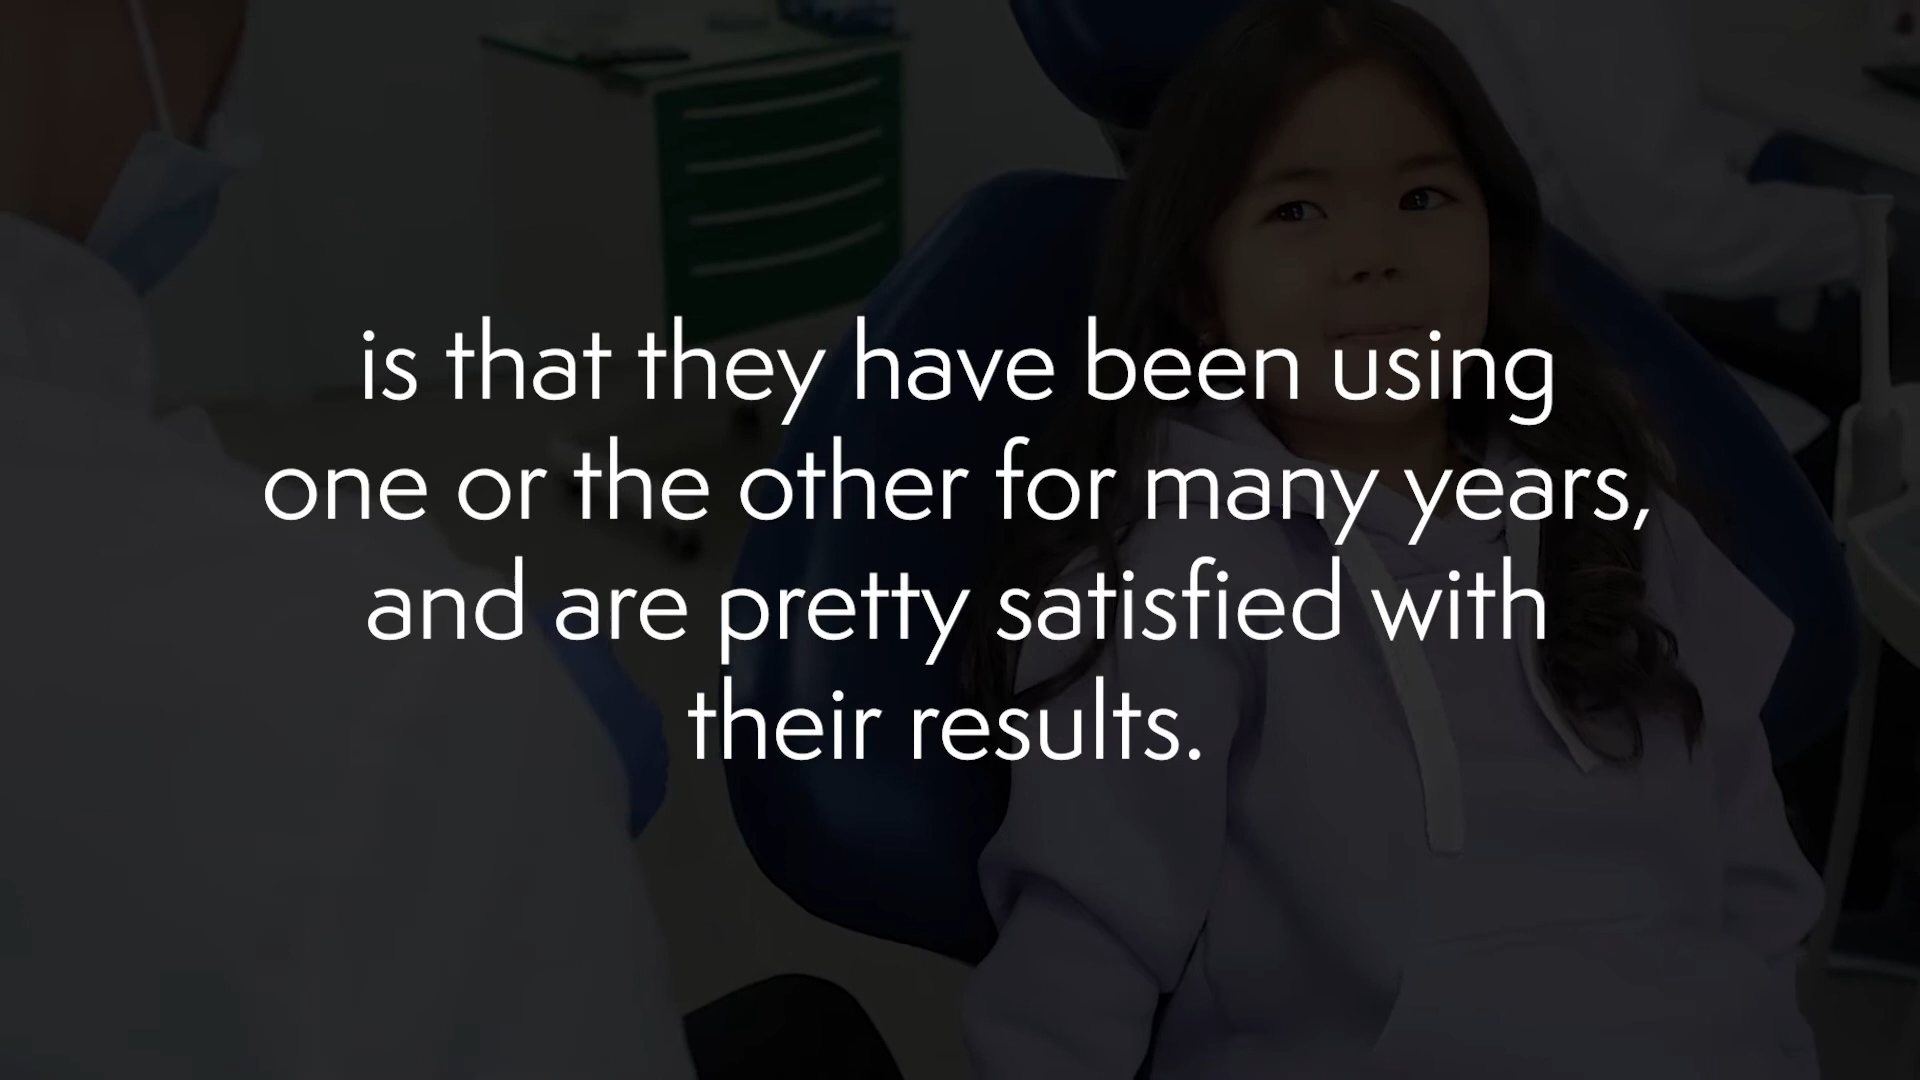 is that they have been using
one or the other for many years,
and are pretty satisfied with
their results.